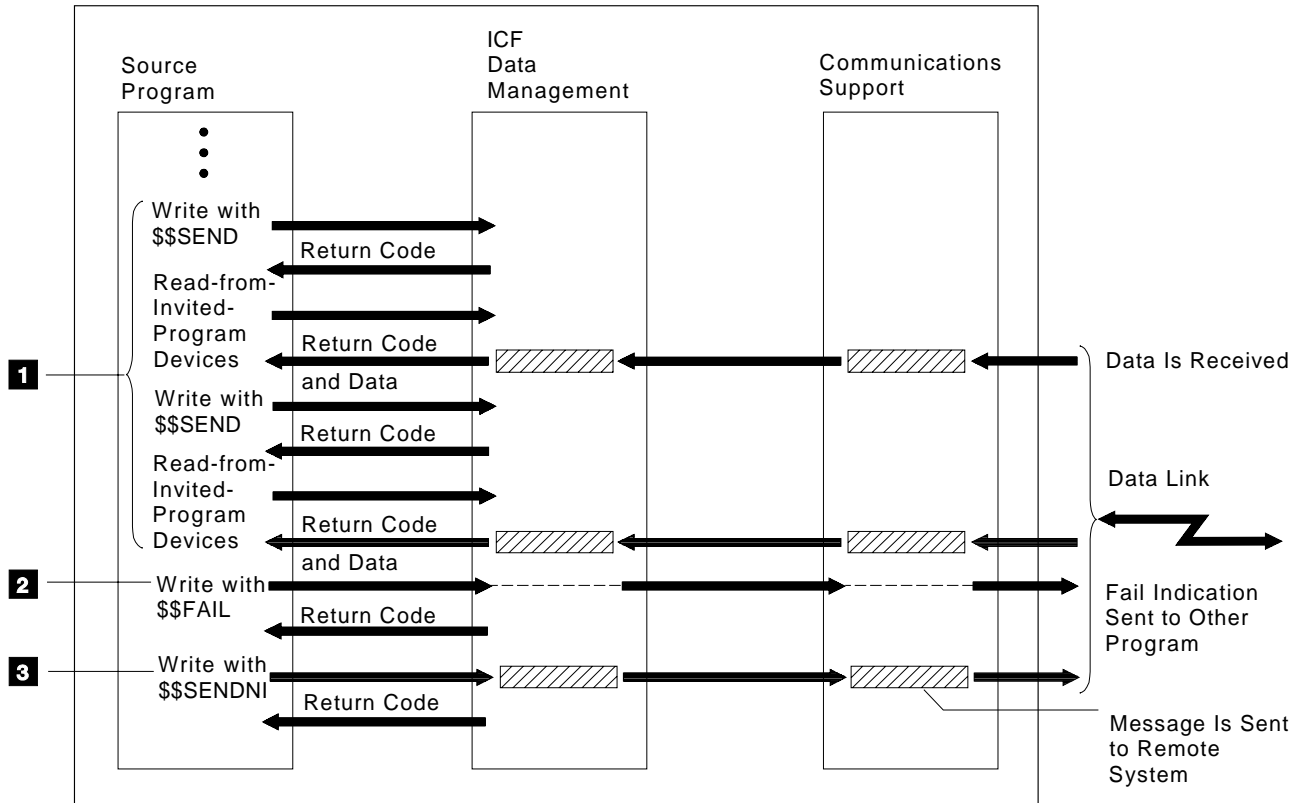 Source
Program
ICF
Data
Management
Communications
Support
Write with
$$SEND
Return Code
Read-from-
Invited-
Program
Devices
Return Code
and Data
1
Data Is Received
Write with
$$SEND
Return Code
Read-from-
Invited-
Program
Devices
Return Code
and Data
Data Link
2
Write with
$$FAIL
Return Code
Fail Indication
Sent to Other
Program
3
Write with
$$SENDNI
Return Code
Message Is Sent
to Remote
System